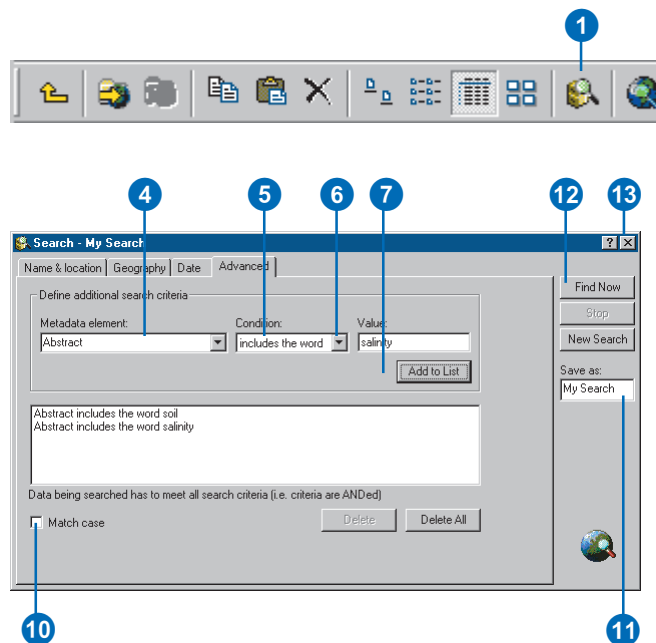 1
4 5 6 7 12 13
Search - My Search
Name & location Geography Date Advanced
Define additional search criteria
Metadata element: Condition: Value:
Abstract includes the word salinity
Add to List
Abstract includes the word soil
Abstract includes the word salinity
Data being searched has to meet all search criteria (i.e. criteria are ANDed)
Match case Delete Delete All
Find Now
Stop
New Search
Save as:
My Search
10 11